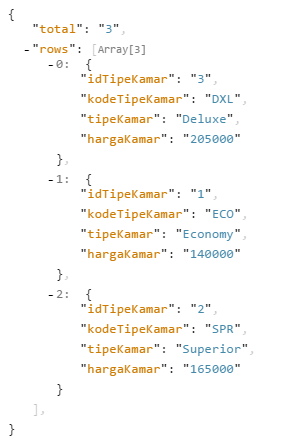 {
"total": "3",
-"rows": [Array[3]
-0: {
"idTipeKamar": "3",
"kodeTipeKamar": "DXL",
"tipeKamar": "Deluxe",
"hargaKamar": "205000"
},
-1: {
"idTipeKamar": "1",
"kodeTipeKamar": "ECO",
"tipeKamar": "Economy",
"hargaKamar": "140000"
},
-2: {
"idTipeKamar": "2",
"kodeTipeKamar": "SPR",
"tipeKamar": "Superior",
"hargaKamar": "165000"
}
],
}